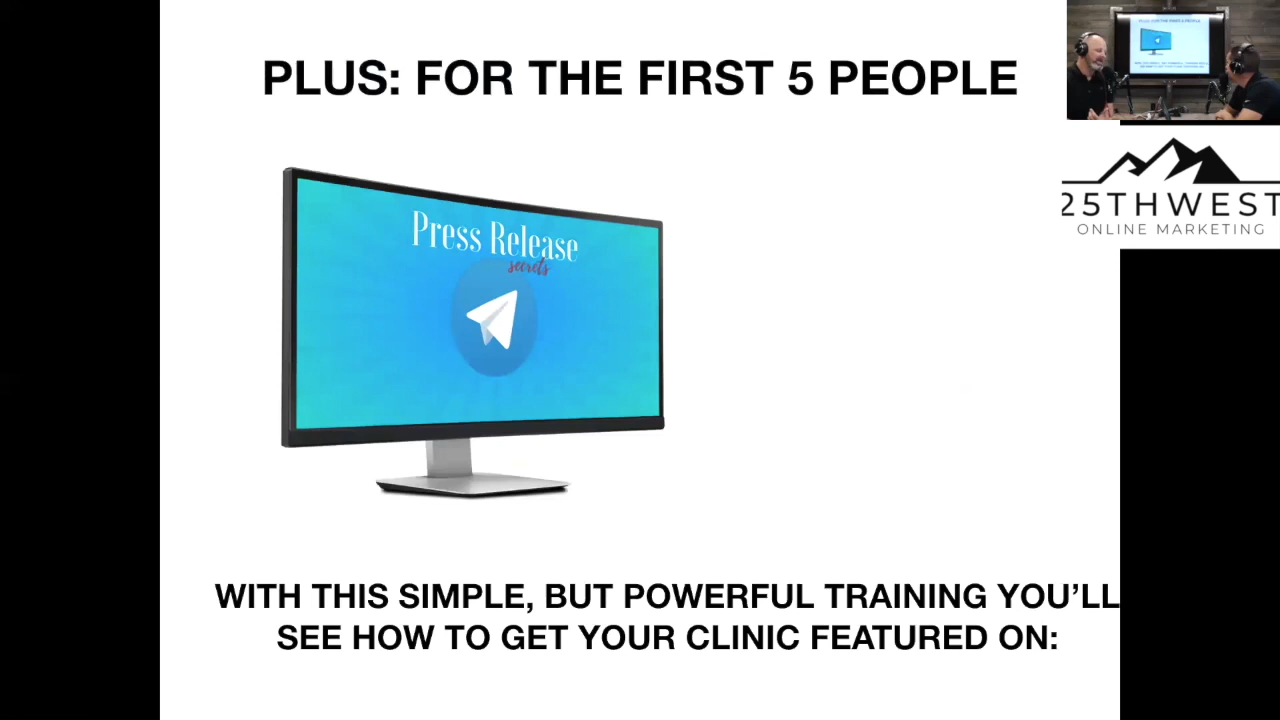 PLUS: FOR THE FIRST 5 PEOPLE
Press Release
secrets
25THWEST
ONLINE MARKETING
WITH THIS SIMPLE, BUT POWERFUL TRAINING YOU’LL
SEE HOW TO GET YOUR CLINIC FEATURED ON: